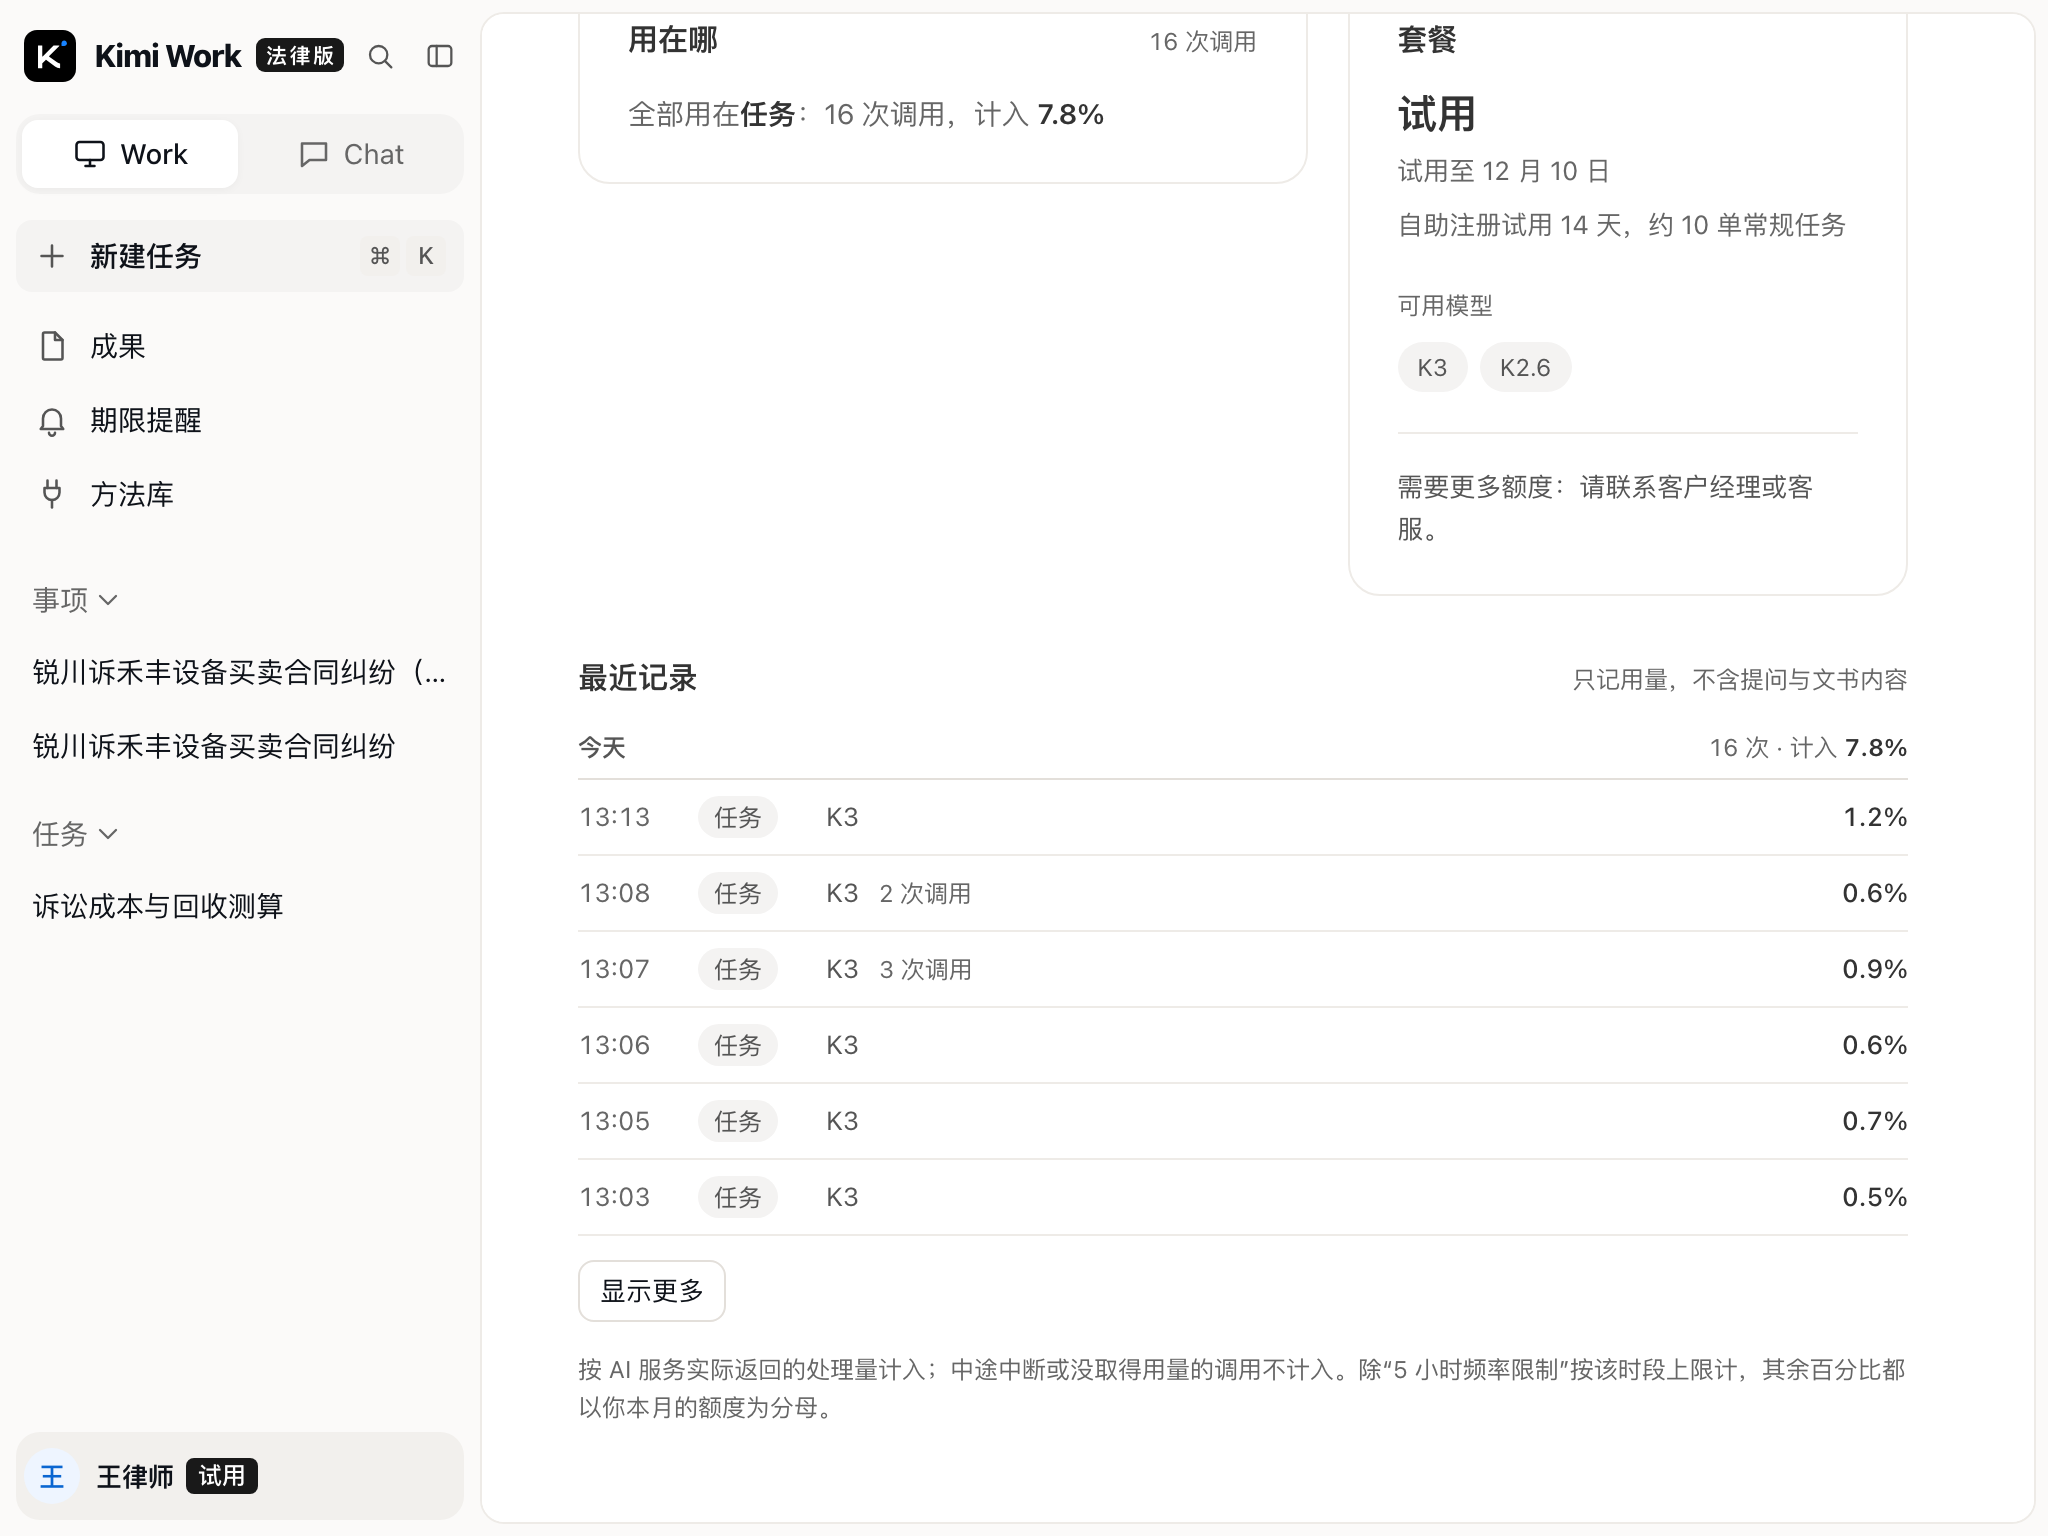 Kimi Work 法律版
Work
Chat
新建任务 ⌘ K
成果
期限提醒
方法库
事项
锐川诉禾丰设备买卖合同纠纷（...
锐川诉禾丰设备买卖合同纠纷
任务
诉讼成本与回收测算
王 王律师 试用
用在哪 16 次调用
全部用在任务：16 次调用，计入 7.8%
套餐
试用
试用至 12 月 10 日
自助注册试用 14 天，约 10 单常规任务
可用模型
K3 K2.6
需要更多额度：请联系客户经理或客
服。
最近记录 只记用量，不含提问与文书内容
今天 16 次 · 计入 7.8%
13:13 任务 K3 1.2%
13:08 任务 K3 2 次调用 0.6%
13:07 任务 K3 3 次调用 0.9%
13:06 任务 K3 0.6%
13:05 任务 K3 0.7%
13:03 任务 K3 0.5%
显示更多
按 AI 服务实际返回的处理量计入；中途中断或没取得用量的调用不计入。除“5 小时频率限制”按该时段上限计，其余百分比都
以你本月的额度为分母。